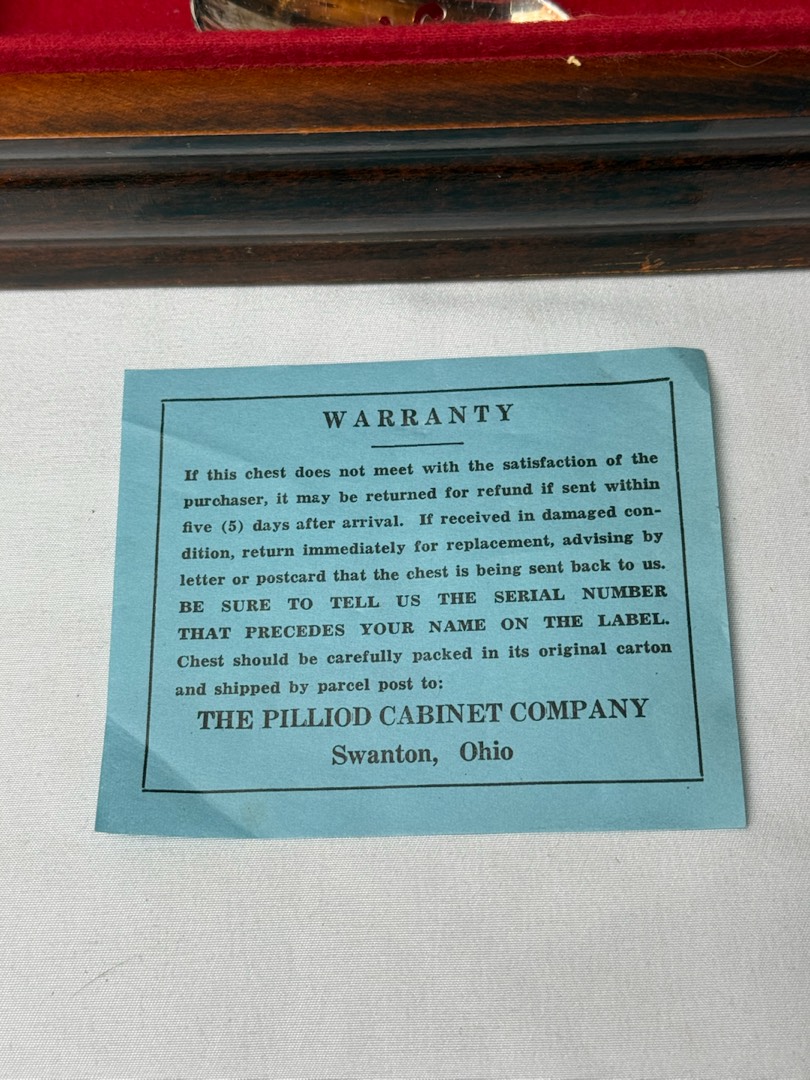 WARRANTY
If this chest does not meet with the satisfaction of the
purchaser, it may be returned for refund if sent within
five (5) days after arrival. If received in damaged con-
dition, return immediately for replacement, advising by
letter or postcard that the chest is being sent back to us.
BE SURE TO TELL US THE SERIAL NUMBER
THAT PRECEDES YOUR NAME ON THE LABEL.
Chest should be carefully packed in its original carton
and shipped by parcel post to:
THE PILLIOD CABINET COMPANY
Swanton, Ohio